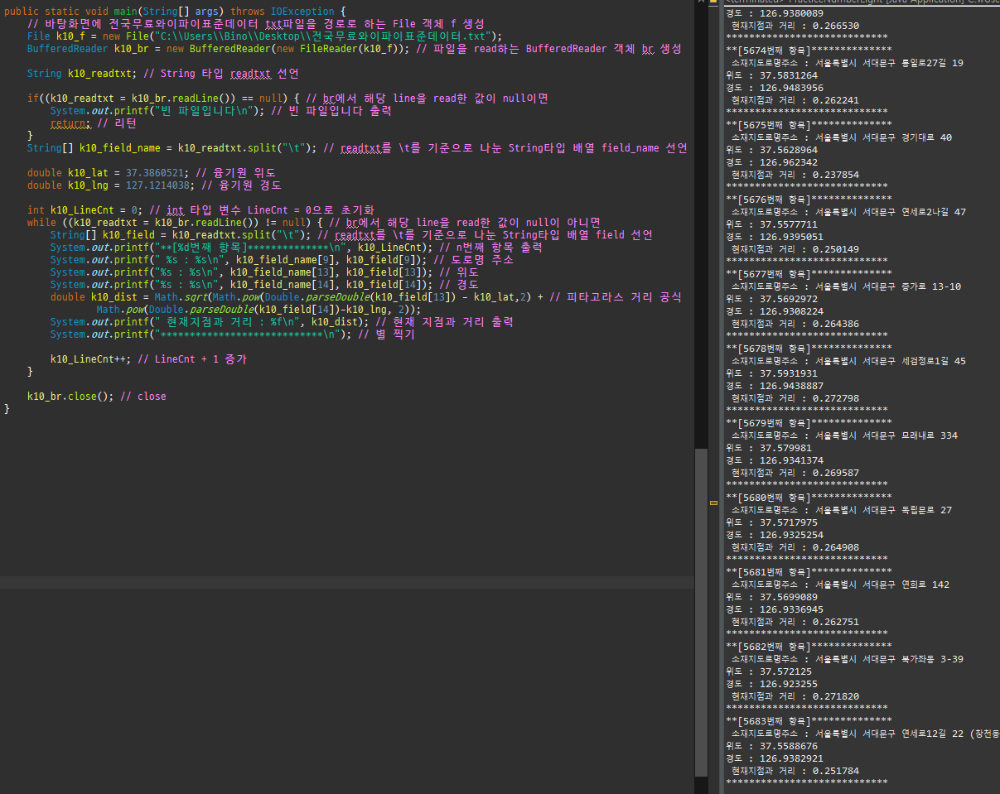 public static void main(String[] args) throws IOException {
// 바탕화면에 전국무료와이파이표준데이터 txt파일을 경로로 하는 File 객체 f 생성
File k10_f = new File("C:\\Users\\Bino\\Desktop\\전국무료와이파이표준데이터.txt");
BufferedReader k10_br = new BufferedReader(new FileReader(k10_f)); // 파일을 read하는 BufferedReader 객체 br 생성
String k10_readtxt; // String 타입 readtxt 선언
if((k10_readtxt = k10_br.readLine()) == null) { // br에서 해당 line을 read한 값이 null이면
System.out.printf("빈 파일입니다\n"); // 빈 파일입니다 출력
return; // 리턴
}
String[] k10_field_name = k10_readtxt.split("\t"); // readtxt를 \t를 기준으로 나눈 String타입 배열 field_name 선언
double k10_lat = 37.3860521; // 융기원 위도
double k10_lng = 127.1214038; // 융기원 경도
int k10_LineCnt = 0; // int 타입 변수 LineCnt = 0으로 초기화
while ((k10_readtxt = k10_br.readLine()) != null) { // br에서 해당 line을 read한 값이 null이 아니면
String[] k10_field = k10_readtxt.split("\t"); // readtxt를 \t를 기준으로 나눈 String타입 배열 field 선언
System.out.printf("**[%d번째 항목]**************\n", k10_LineCnt); // n번째 항목 출력
System.out.printf(" %s : %s\n", k10_field_name[9], k10_field[9]); // 도로명 주소
System.out.printf("%s : %s\n", k10_field_name[13], k10_field[13]); // 위도
System.out.printf("%s : %s\n", k10_field_name[14], k10_field[14]); // 경도
double k10_dist = Math.sqrt(Math.pow(Double.parseDouble(k10_field[13]) - k10_lat,2) + // 피타고라스 거리 공식
Math.pow(Double.parseDouble(k10_field[14])-k10_lng, 2));
System.out.printf(" 현재지점과 거리 : %f\n", k10_dist); // 현재 지점과 거리 출력
System.out.printf("****************************\n"); // 별 찍기
k10_LineCnt++; // LineCnt + 1 증가
}
k10_br.close(); // close
}
경도 : 126.9380089
현재지점과 거리 : 0.266530
****************************
**[5674번째 항목]**************
소재지도로명주소 : 서울특별시 서대문구 통일로27길 19
위도 : 37.5831264
경도 : 126.9483956
현재지점과 거리 : 0.262241
****************************
**[5675번째 항목]**************
소재지도로명주소 : 서울특별시 서대문구 경기대로 40
위도 : 37.5628964
경도 : 126.962342
현재지점과 거리 : 0.237854
****************************
**[5676번째 항목]**************
소재지도로명주소 : 서울특별시 서대문구 연세로2나길 47
위도 : 37.5577711
경도 : 126.9395051
현재지점과 거리 : 0.250149
****************************
**[5677번째 항목]**************
소재지도로명주소 : 서울특별시 서대문구 증가로 13-10
위도 : 37.5692972
경도 : 126.9308224
현재지점과 거리 : 0.264386
****************************
**[5678번째 항목]**************
소재지도로명주소 : 서울특별시 서대문구 세검정로1길 45
위도 : 37.5931931
경도 : 126.9438887
현재지점과 거리 : 0.272798
****************************
**[5679번째 항목]**************
소재지도로명주소 : 서울특별시 서대문구 모래내로 334
위도 : 37.579981
경도 : 126.9341374
현재지점과 거리 : 0.269587
****************************
**[5680번째 항목]**************
소재지도로명주소 : 서울특별시 서대문구 독립문로 27
위도 : 37.5717975
경도 : 126.9325254
현재지점과 거리 : 0.264908
****************************
**[5681번째 항목]**************
소재지도로명주소 : 서울특별시 서대문구 연희로 142
위도 : 37.5699089
경도 : 126.9336945
현재지점과 거리 : 0.262751
****************************
**[5682번째 항목]**************
소재지도로명주소 : 서울특별시 서대문구 북가좌동 3-39
위도 : 37.572125
경도 : 126.923255
현재지점과 거리 : 0.271820
****************************
**[5683번째 항목]**************
소재지도로명주소 : 서울특별시 서대문구 연세로12길 22 (창천동
위도 : 37.5588676
경도 : 126.9382921
현재지점과 거리 : 0.251784
****************************